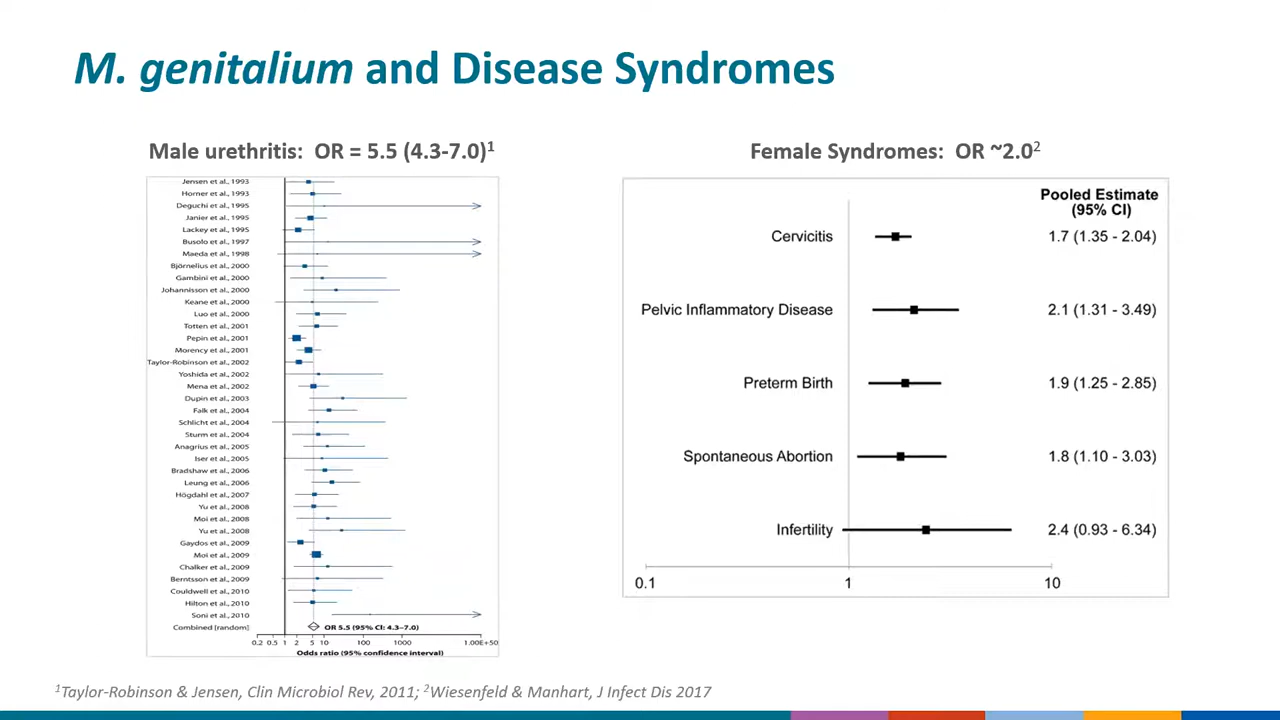 M. genitalium and Disease Syndromes
Male urethritis: OR = 5.5 (4.3-7.0)1
Jensen et al., 1993
Horner et al., 1993
Deguchi et al., 1995
Janier et al., 1995
Lackey et al., 1995
Busolo et al., 1997
Maeda et al., 1998
Björnelius et al., 2000
Gambini et al., 2000
Johannisson et al., 2000
Keane et al., 2000
Luo et al., 2000
Totten et al., 2001
Pepin et al., 2001
Morency et al., 2001
Taylor-Robinson et al., 2002
Yoshida et al., 2002
Mena et al., 2002
Dupin et al., 2003
Falk et al., 2004
Schlicht et al., 2004
Sturm et al., 2004
Anagrius et al., 2005
Iser et al., 2005
Bradshaw et al., 2006
Leung et al., 2006
Högdahl et al., 2007
Yu et al., 2008
Moi et al., 2008
Yu et al., 2008
Gaydos et al., 2009
Moi et al., 2009
Chalker et al., 2009
Berntsson et al., 2009
Couldwell et al., 2010
Hilton et al., 2010
Soni et al., 2010
Combined [random] OR 5.5 (95% CI: 4.3–7.0)
0.2 0.5 1 2 5 10 100 1000 1.00E+50
Odds ratio (95% confidence interval)
Female Syndromes: OR ~2.02
Pooled Estimate
(95% CI)
Cervicitis 1.7 (1.35 - 2.04)
Pelvic Inflammatory Disease 2.1 (1.31 - 3.49)
Preterm Birth 1.9 (1.25 - 2.85)
Spontaneous Abortion 1.8 (1.10 - 3.03)
Infertility 2.4 (0.93 - 6.34)
0.1 1 10
1Taylor-Robinson & Jensen, Clin Microbiol Rev, 2011; 2Wiesenfeld & Manhart, J Infect Dis 2017